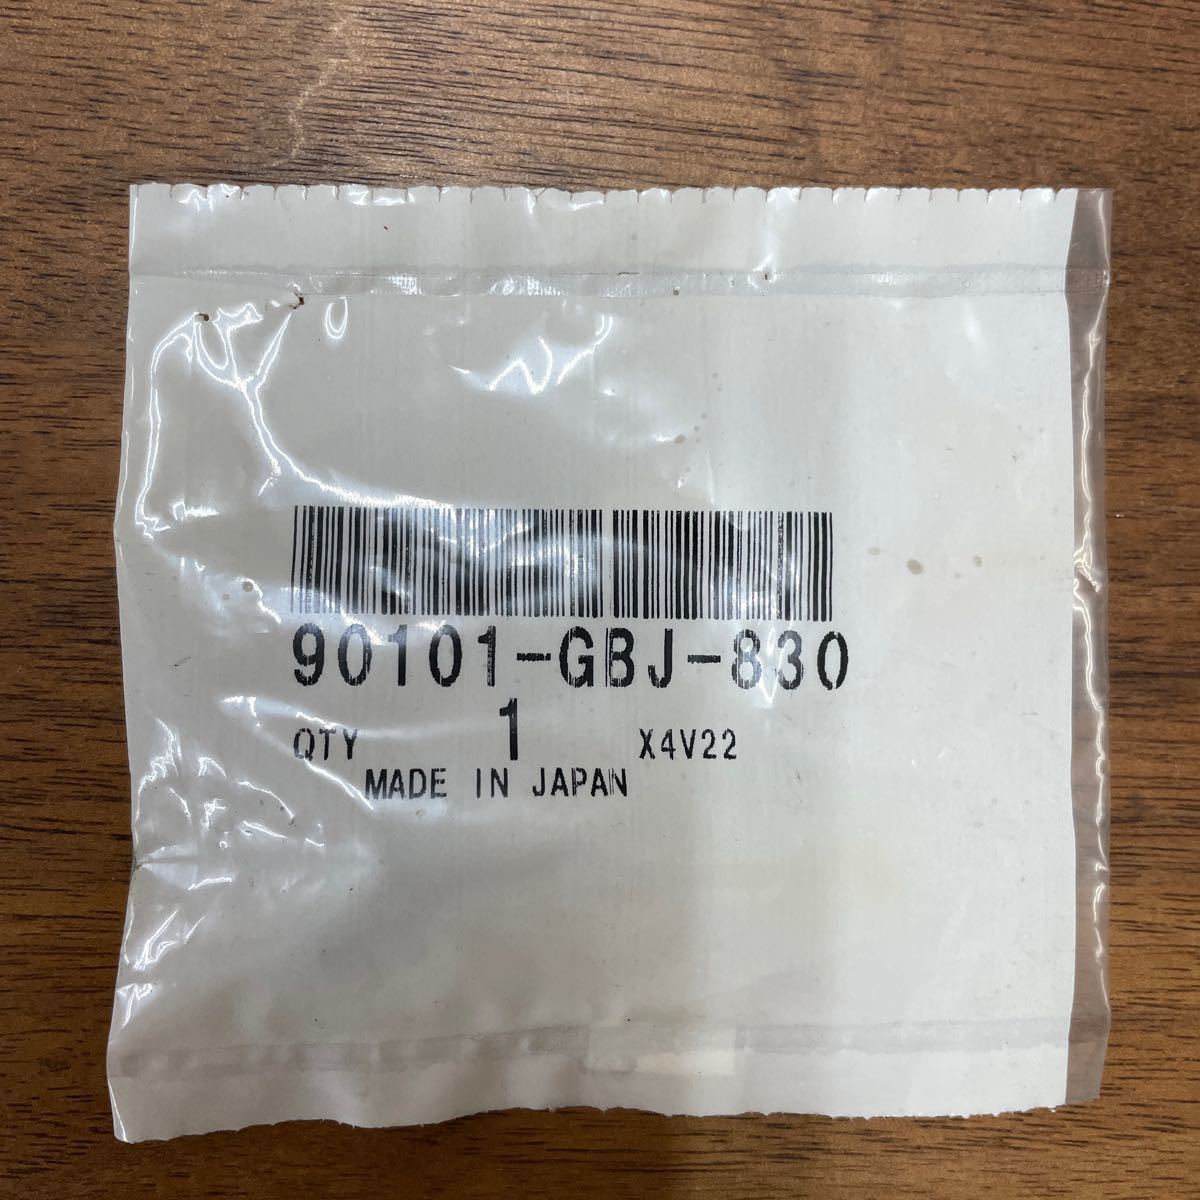 90101-GBJ-830
QTY 1 X4V22
MADE IN JAPAN